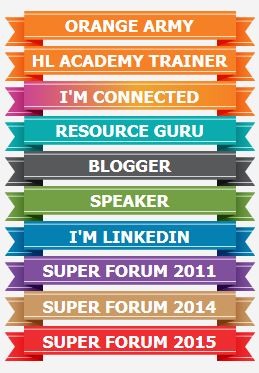 ORANGE ARMY
HL ACADEMY TRAINER
I'M CONNECTED
RESOURCE GURU
BLOGGER
SPEAKER
I'M LINKEDIN
SUPER FORUM 2011
SUPER FORUM 2014
SUPER FORUM 2015